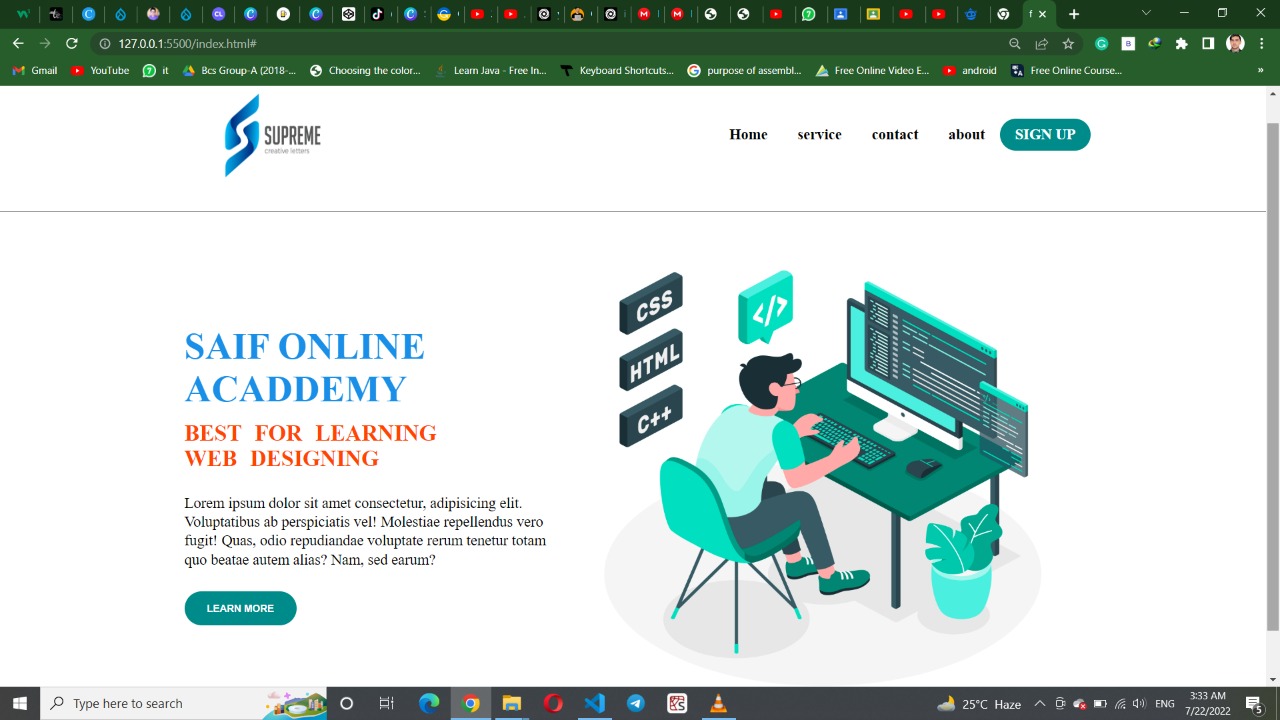 127.0.0.1:5500/index.html#
Gmail YouTube it Bcs Group-A (2018-... Choosing the color... Learn Java - Free In... Keyboard Shortcuts... purpose of assembl... Free Online Video E... android Free Online Course... »
SUPREME
creative letters
Home service contact about SIGN UP
CSS
</>
HTML
C++
SAIF ONLINE
ACADDEMY
BEST FOR LEARNING
WEB DESIGNING
Lorem ipsum dolor sit amet consectetur, adipisicing elit.
Voluptatibus ab perspiciatis vel! Molestiae repellendus vero
fugit! Quas, odio repudiandae voluptate rerum tenetur totam
quo beatae autem alias? Nam, sed earum?
LEARN MORE
Type here to search
25°C Haze
ENG
3:33 AM
7/22/2022
5